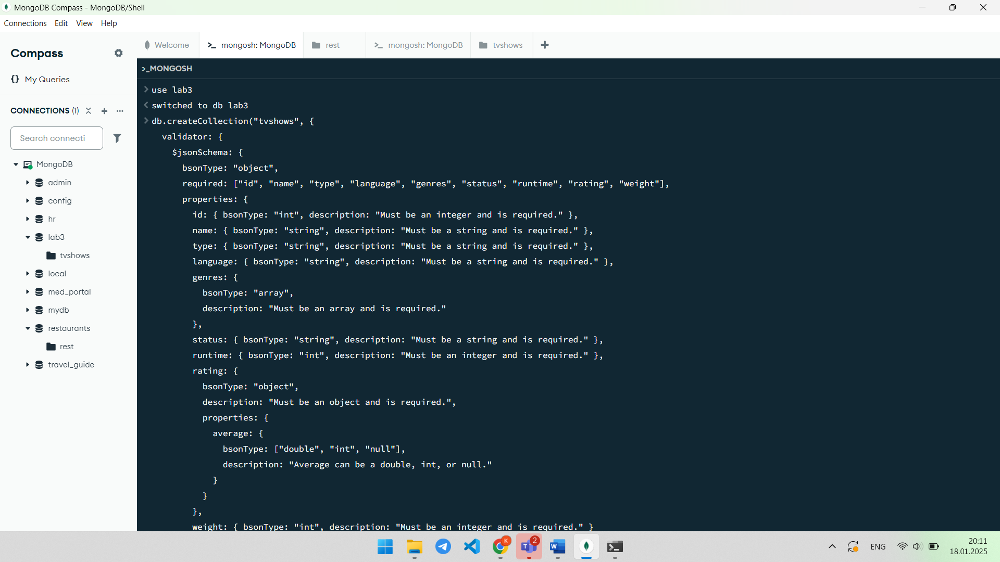 MongoDB Compass - MongoDB/Shell
Connections Edit View Help
Compass
{} My Queries
CONNECTIONS (1)
Search connecti
MongoDB
admin
config
hr
lab3
tvshows
local
med_portal
mydb
restaurants
rest
travel_guide
Welcome
>_ mongosh: MongoDB
rest
>_ mongosh: MongoDB
tvshows
>_MONGOSH
> use lab3
< switched to db lab3
> db.createCollection("tvshows", {
validator: {
$jsonSchema: {
bsonType: "object",
required: ["id", "name", "type", "language", "genres", "status", "runtime", "rating", "weight"],
properties: {
id: { bsonType: "int", description: "Must be an integer and is required." },
name: { bsonType: "string", description: "Must be a string and is required." },
type: { bsonType: "string", description: "Must be a string and is required." },
language: { bsonType: "string", description: "Must be a string and is required." },
genres: {
bsonType: "array",
description: "Must be an array and is required."
},
status: { bsonType: "string", description: "Must be a string and is required." },
runtime: { bsonType: "int", description: "Must be an integer and is required." },
rating: {
bsonType: "object",
description: "Must be an object and is required.",
properties: {
average: {
bsonType: ["double", "int", "null"],
description: "Average can be a double, int, or null."
}
}
},
weight: { bsonType: "int", description: "Must be an integer and is required." }
K
T
2
W
ENG
20:11
18.01.2025